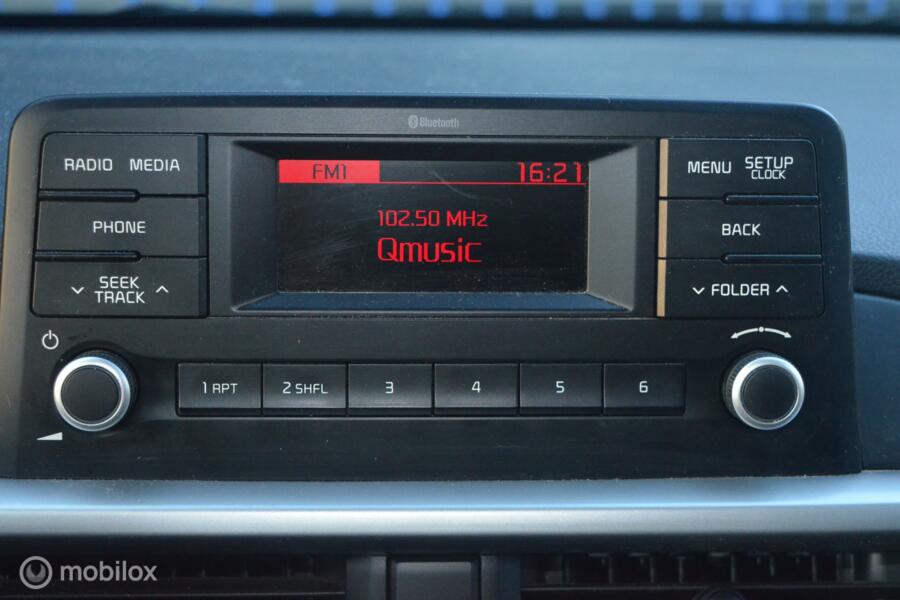 Bluetooth
RADIO MEDIA
FM1 16:21
MENU SETUP
CLOCK
102.50 MHz
PHONE
BACK
Qmusic
SEEK
TRACK
FOLDER
1 RPT 2 SHFL 3 4 5 6
mobilox